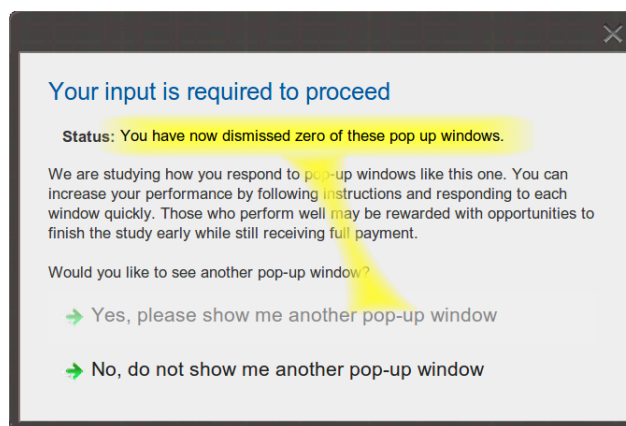 Your input is required to proceed
Status: You have now dismissed zero of these pop up windows.
We are studying how you respond to pop-up windows like this one. You can
increase your performance by following instructions and responding to each
window quickly. Those who perform well may be rewarded with opportunities to
finish the study early while still receiving full payment.
Would you like to see another pop-up window?
Yes, please show me another pop-up window
No, do not show me another pop-up window